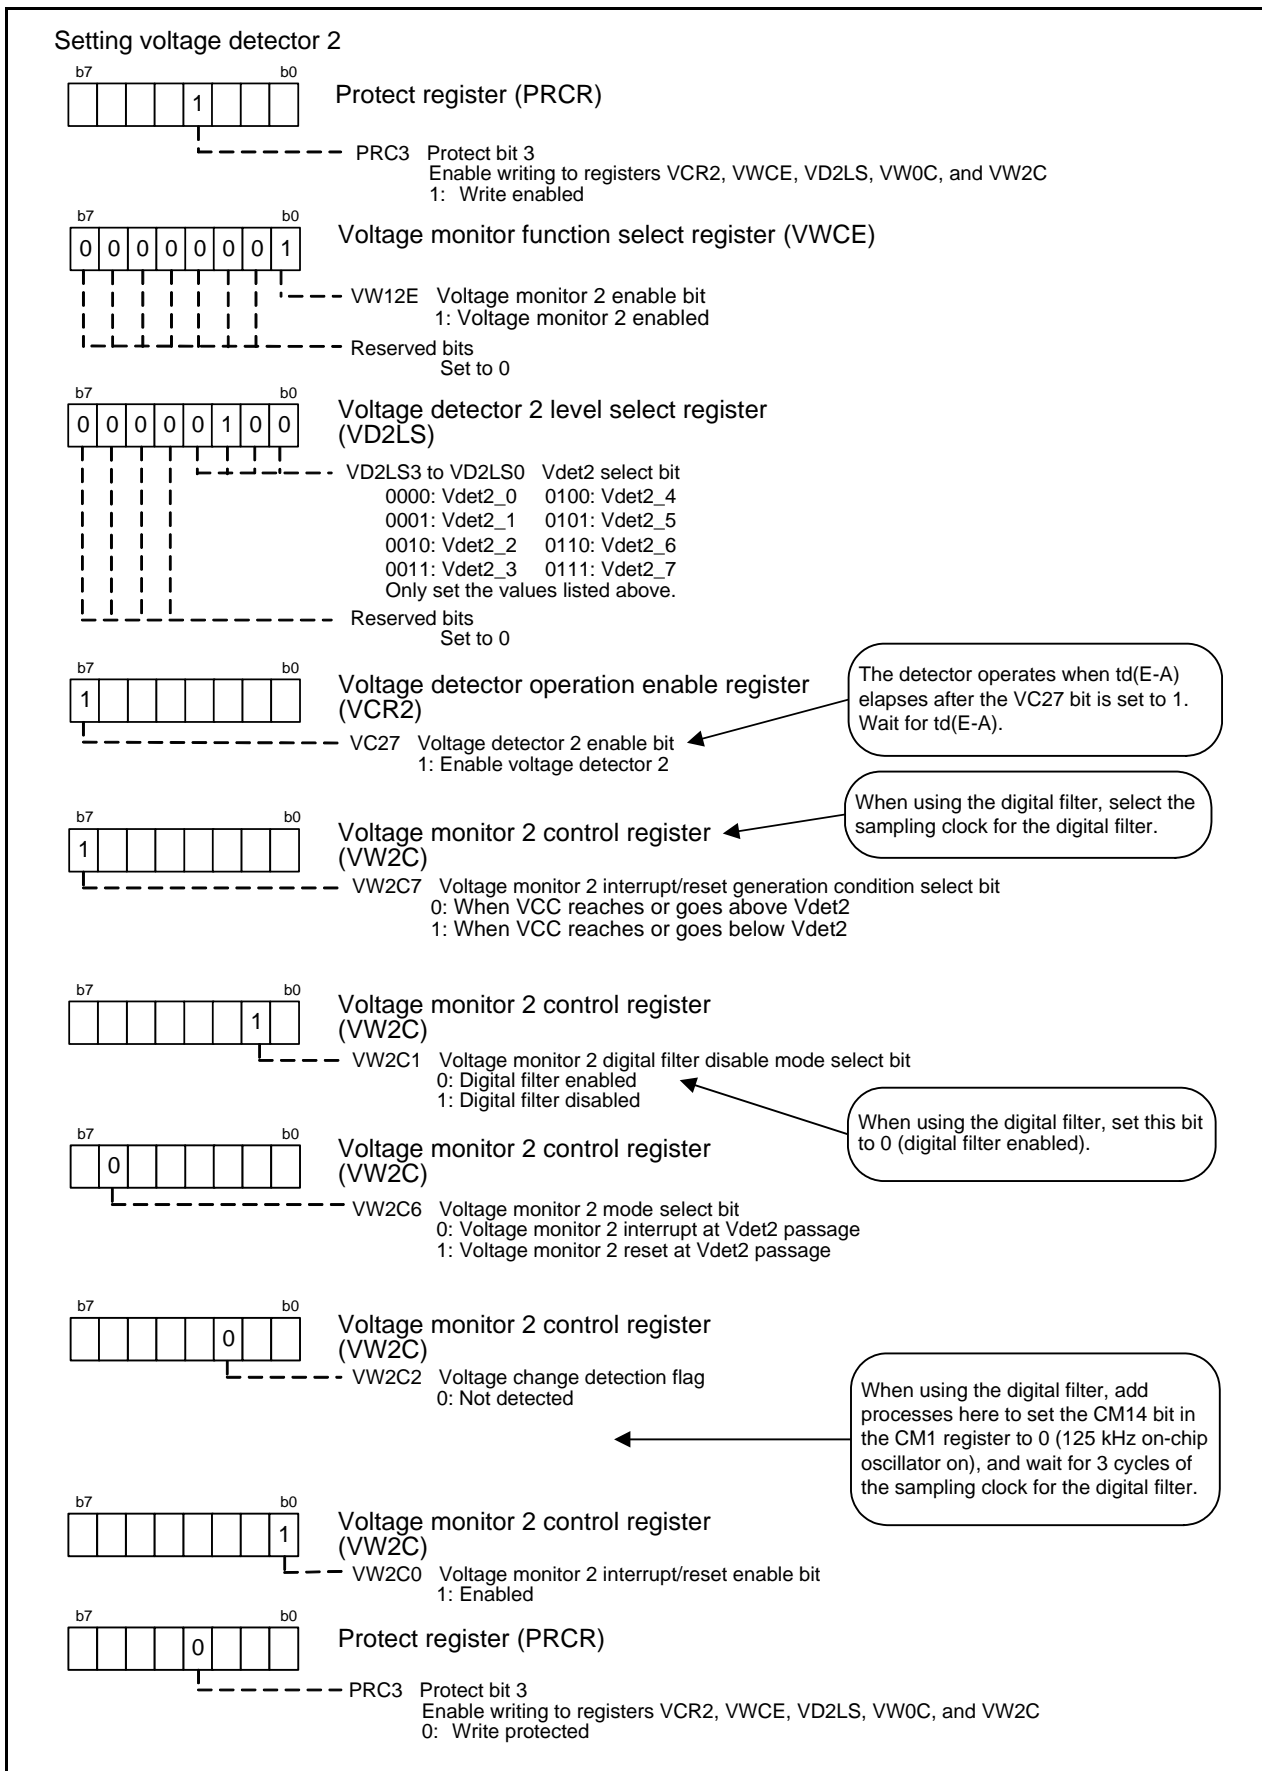 Setting voltage detector 2
b7 b0
1
Protect register (PRCR)
PRC3 Protect bit 3
Enable writing to registers VCR2, VWCE, VD2LS, VW0C, and VW2C
1: Write enabled
b7 b0
0 0 0 0 0 0 0 1
Voltage monitor function select register (VWCE)
VW12E Voltage monitor 2 enable bit
1: Voltage monitor 2 enabled
Reserved bits
Set to 0
b7 b0
0 0 0 0 0 1 0 0
Voltage detector 2 level select register
(VD2LS)
VD2LS3 to VD2LS0 Vdet2 select bit
0000: Vdet2_0 0100: Vdet2_4
0001: Vdet2_1 0101: Vdet2_5
0010: Vdet2_2 0110: Vdet2_6
0011: Vdet2_3 0111: Vdet2_7
Only set the values listed above.
Reserved bits
Set to 0
b7 b0
1
Voltage detector operation enable register
(VCR2)
VC27 Voltage detector 2 enable bit
1: Enable voltage detector 2
The detector operates when td(E-A)
elapses after the VC27 bit is set to 1.
Wait for td(E-A).
b7 b0
1
Voltage monitor 2 control register
(VW2C)
VW2C7 Voltage monitor 2 interrupt/reset generation condition select bit
0: When VCC reaches or goes above Vdet2
1: When VCC reaches or goes below Vdet2
When using the digital filter, select the
sampling clock for the digital filter.
b7 b0
1
Voltage monitor 2 control register
(VW2C)
VW2C1 Voltage monitor 2 digital filter disable mode select bit
0: Digital filter enabled
1: Digital filter disabled
When using the digital filter, set this bit
to 0 (digital filter enabled).
b7 b0
0
Voltage monitor 2 control register
(VW2C)
VW2C6 Voltage monitor 2 mode select bit
0: Voltage monitor 2 interrupt at Vdet2 passage
1: Voltage monitor 2 reset at Vdet2 passage
b7 b0
0
Voltage monitor 2 control register
(VW2C)
VW2C2 Voltage change detection flag
0: Not detected
When using the digital filter, add
processes here to set the CM14 bit in
the CM1 register to 0 (125 kHz on-chip
oscillator on), and wait for 3 cycles of
the sampling clock for the digital filter.
b7 b0
1
Voltage monitor 2 control register
(VW2C)
VW2C0 Voltage monitor 2 interrupt/reset enable bit
1: Enabled
b7 b0
0
Protect register (PRCR)
PRC3 Protect bit 3
Enable writing to registers VCR2, VWCE, VD2LS, VW0C, and VW2C
0: Write protected